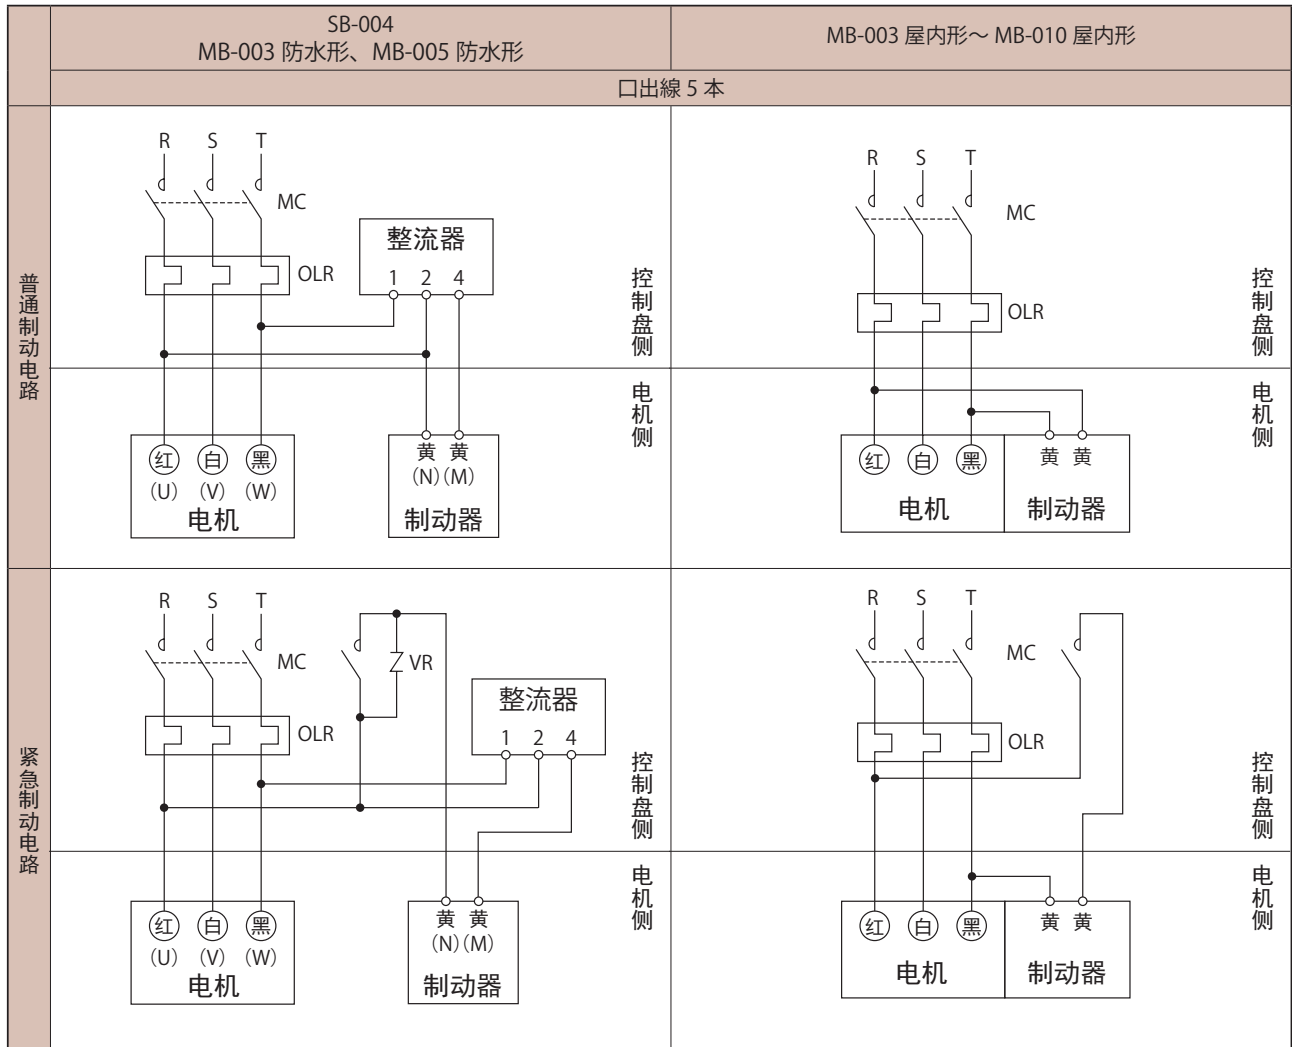 SB-004
MB-003 防水形、MB-005 防水形
MB-003 屋内形～ MB-010 屋内形
口出線 5 本
普通制动电路
R S T
MC
OLR
整流器
1 2 4
控制盘侧
电机侧
红 白 黑
(U) (V) (W)
电机
黄 黄
(N) (M)
制动器
R S T
MC
OLR
控制盘侧
电机侧
红 白 黑
电机
黄 黄
制动器
紧急制动电路
R S T
MC
VR
OLR
整流器
1 2 4
控制盘侧
电机侧
红 白 黑
(U) (V) (W)
电机
黄 黄
(N) (M)
制动器
R S T
MC
OLR
控制盘侧
电机侧
红 白 黑
电机
黄 黄
制动器